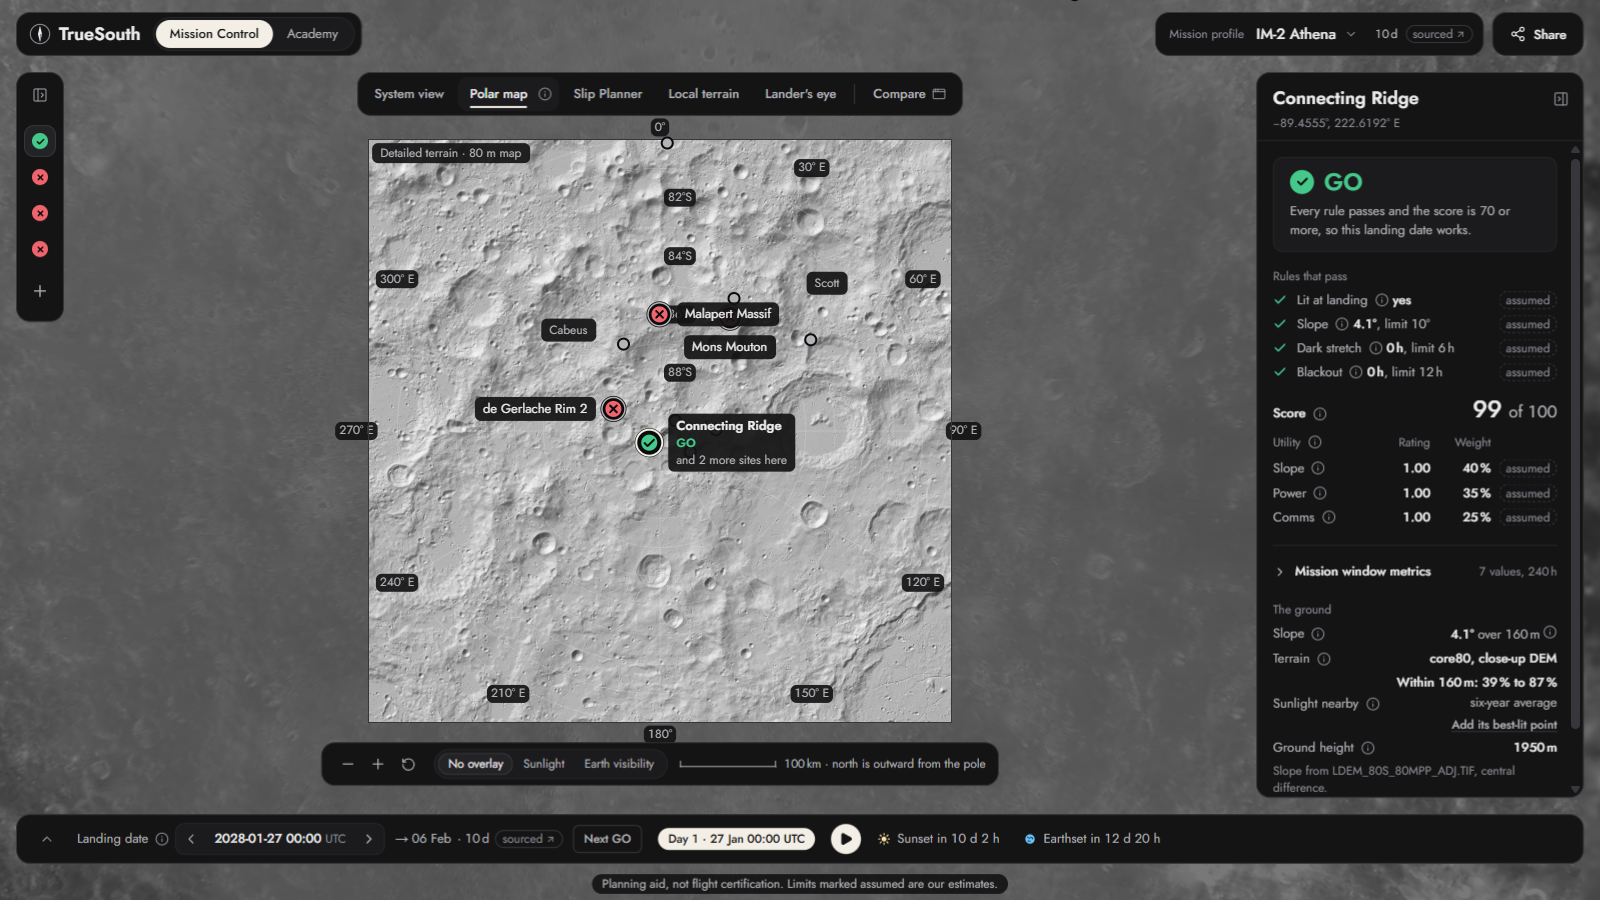 TrueSouth
Mission Control
Academy
Mission profile IM-2 Athena 10d sourced ↗
Share
System view
Polar map
Slip Planner
Local terrain
Lander's eye
Compare
Detailed terrain · 80 m map
0°
30° E
82°S
84°S
300° E
60° E
Scott
Malapert Massif
Cabeus
Mons Mouton
88°S
de Gerlache Rim 2
270° E
90° E
Connecting Ridge
GO
and 2 more sites here
240° E
120° E
210° E
150° E
180°
No overlay
Sunlight
Earth visibility
100 km · north is outward from the pole
Connecting Ridge
−89.4555°, 222.6192° E
GO
Every rule passes and the score is 70 or
more, so this landing date works.
Rules that pass
Lit at landing yes assumed
Slope 4.1°, limit 10° assumed
Dark stretch 0h, limit 6h assumed
Blackout 0h, limit 12h assumed
Score 99 of 100
Utility Rating Weight
Slope 1.00 40% assumed
Power 1.00 35% assumed
Comms 1.00 25% assumed
Mission window metrics 7 values, 240h
The ground
Slope 4.1° over 160m
Terrain core80, close-up DEM
Within 160m: 39% to 87%
Sunlight nearby six-year average
Add its best-lit point
Ground height 1950m
Slope from LDEM_80S_80MPP_ADJ.TIF, central
difference.
Landing date 2028-01-27 00:00 UTC → 06 Feb · 10d sourced ↗ Next GO Day 1 · 27 Jan 00:00 UTC Sunset in 10 d 2 h Earthset in 12 d 20 h
Planning aid, not flight certification. Limits marked assumed are our estimates.